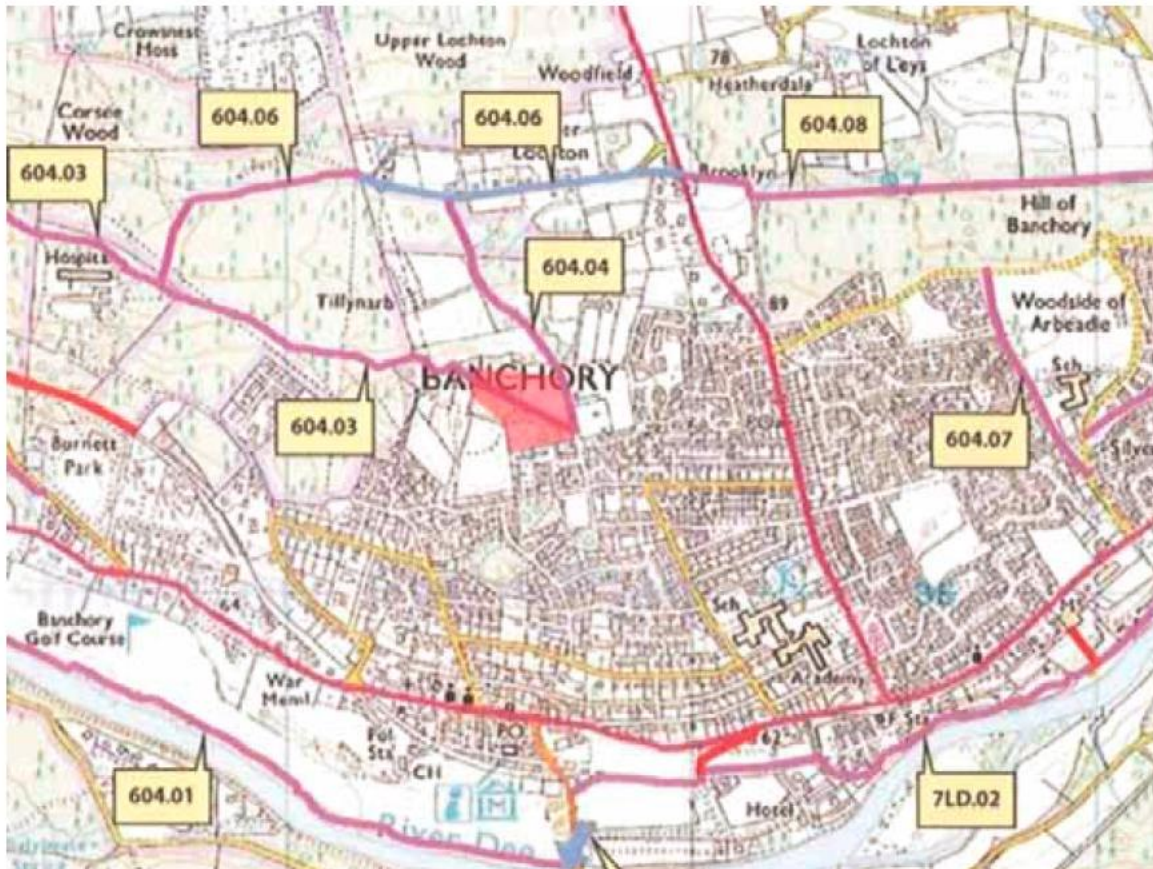 Crowsnest
Moss
Upper Lochton
Wood
Woodfield
78
Heatherdale
Lochton
of Leys
Corsee
Wood
604.06
604.06
Lochton
604.08
604.03
Brooklyn
Hill of
Banchory
604.04
Tillynarb
89
Woodside of
Arbeadie
Sch
BANCHORY
604.03
604.07
Burnett
Park
64
Banchory
Golf Course
Sch
Academy
War
Meml
PO
Pol
Sta
CH
62
F Sta
604.01
Hotel
7LD.02
River Dee